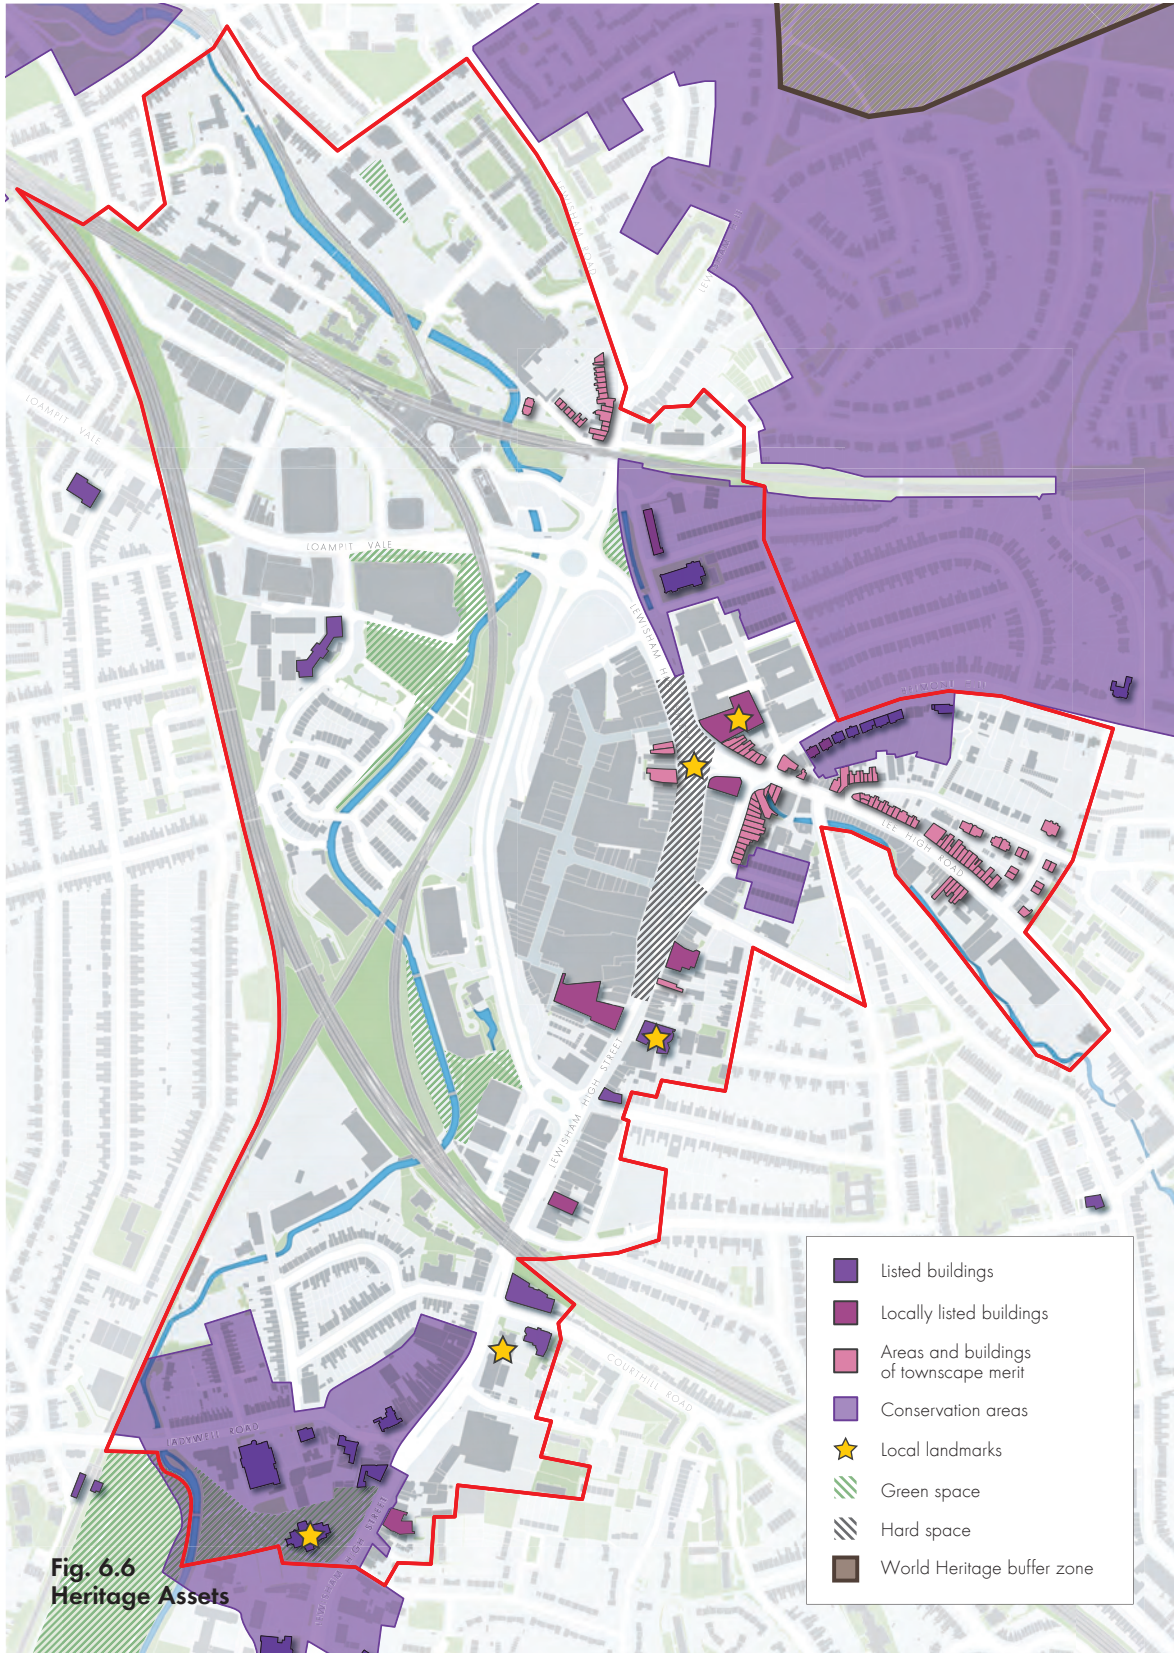 LOAMPIT VALE
LOAMPIT VALE
LEWISHAM H
LEE HIGH ROAD
LEWISHAM HIGH STREET
COURTHILL ROAD
LADYWELL ROAD
LEWISHAM HIGH STREET
Listed buildings
Locally listed buildings
Areas and buildings
of townscape merit
Conservation areas
Local landmarks
Green space
Hard space
World Heritage buffer zone
Fig. 6.6
Heritage Assets